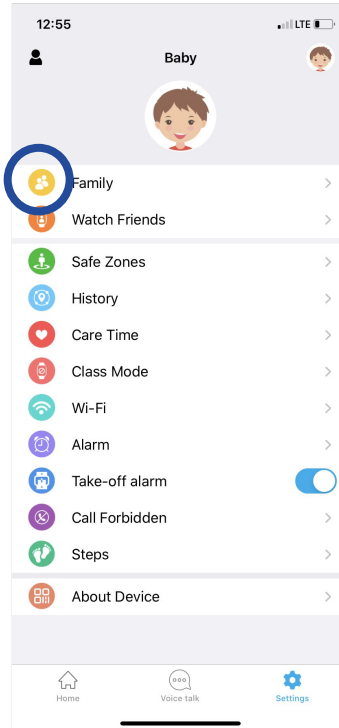 12:55
LTE
Baby
Family
Watch Friends
Safe Zones
History
Care Time
Class Mode
Wi-Fi
Alarm
Take-off alarm
Call Forbidden
Steps
About Device
Home
Voice talk
Settings